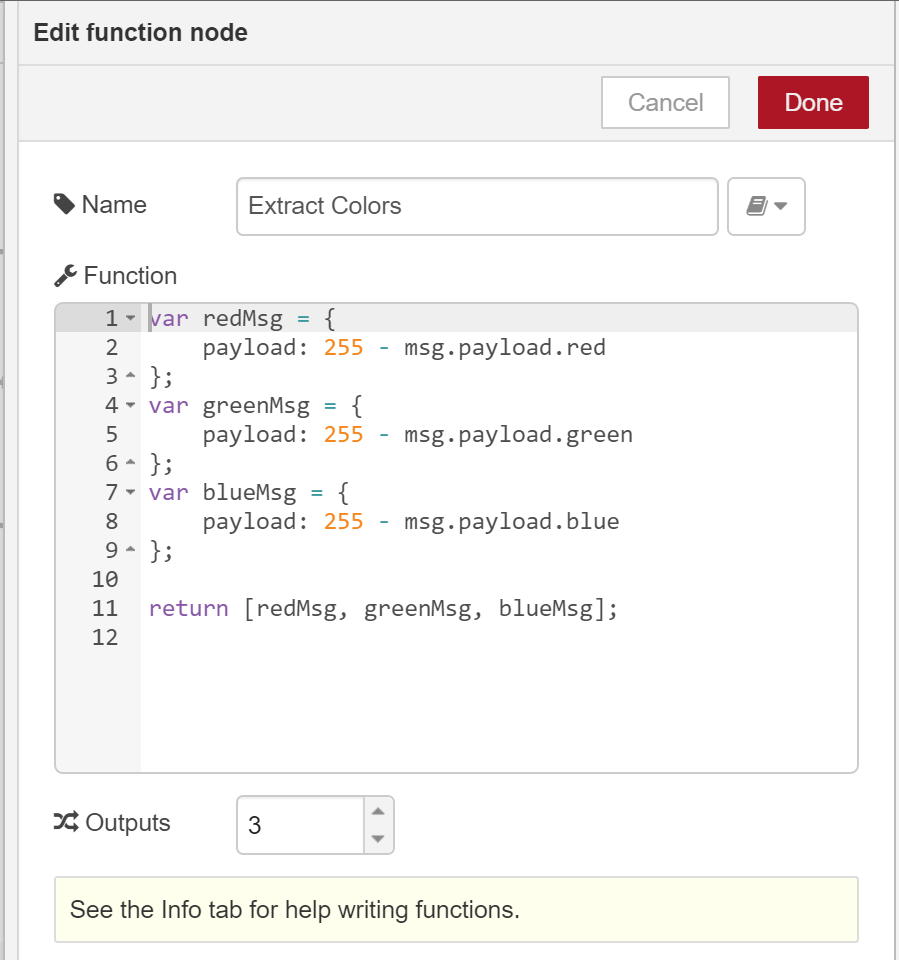 Edit function node
Cancel Done
Name Extract Colors
Function
1 var redMsg = {
2     payload: 255 - msg.payload.red
3 };
4 var greenMsg = {
5     payload: 255 - msg.payload.green
6 };
7 var blueMsg = {
8     payload: 255 - msg.payload.blue
9 };
10
11 return [redMsg, greenMsg, blueMsg];
12
Outputs 3
See the Info tab for help writing functions.